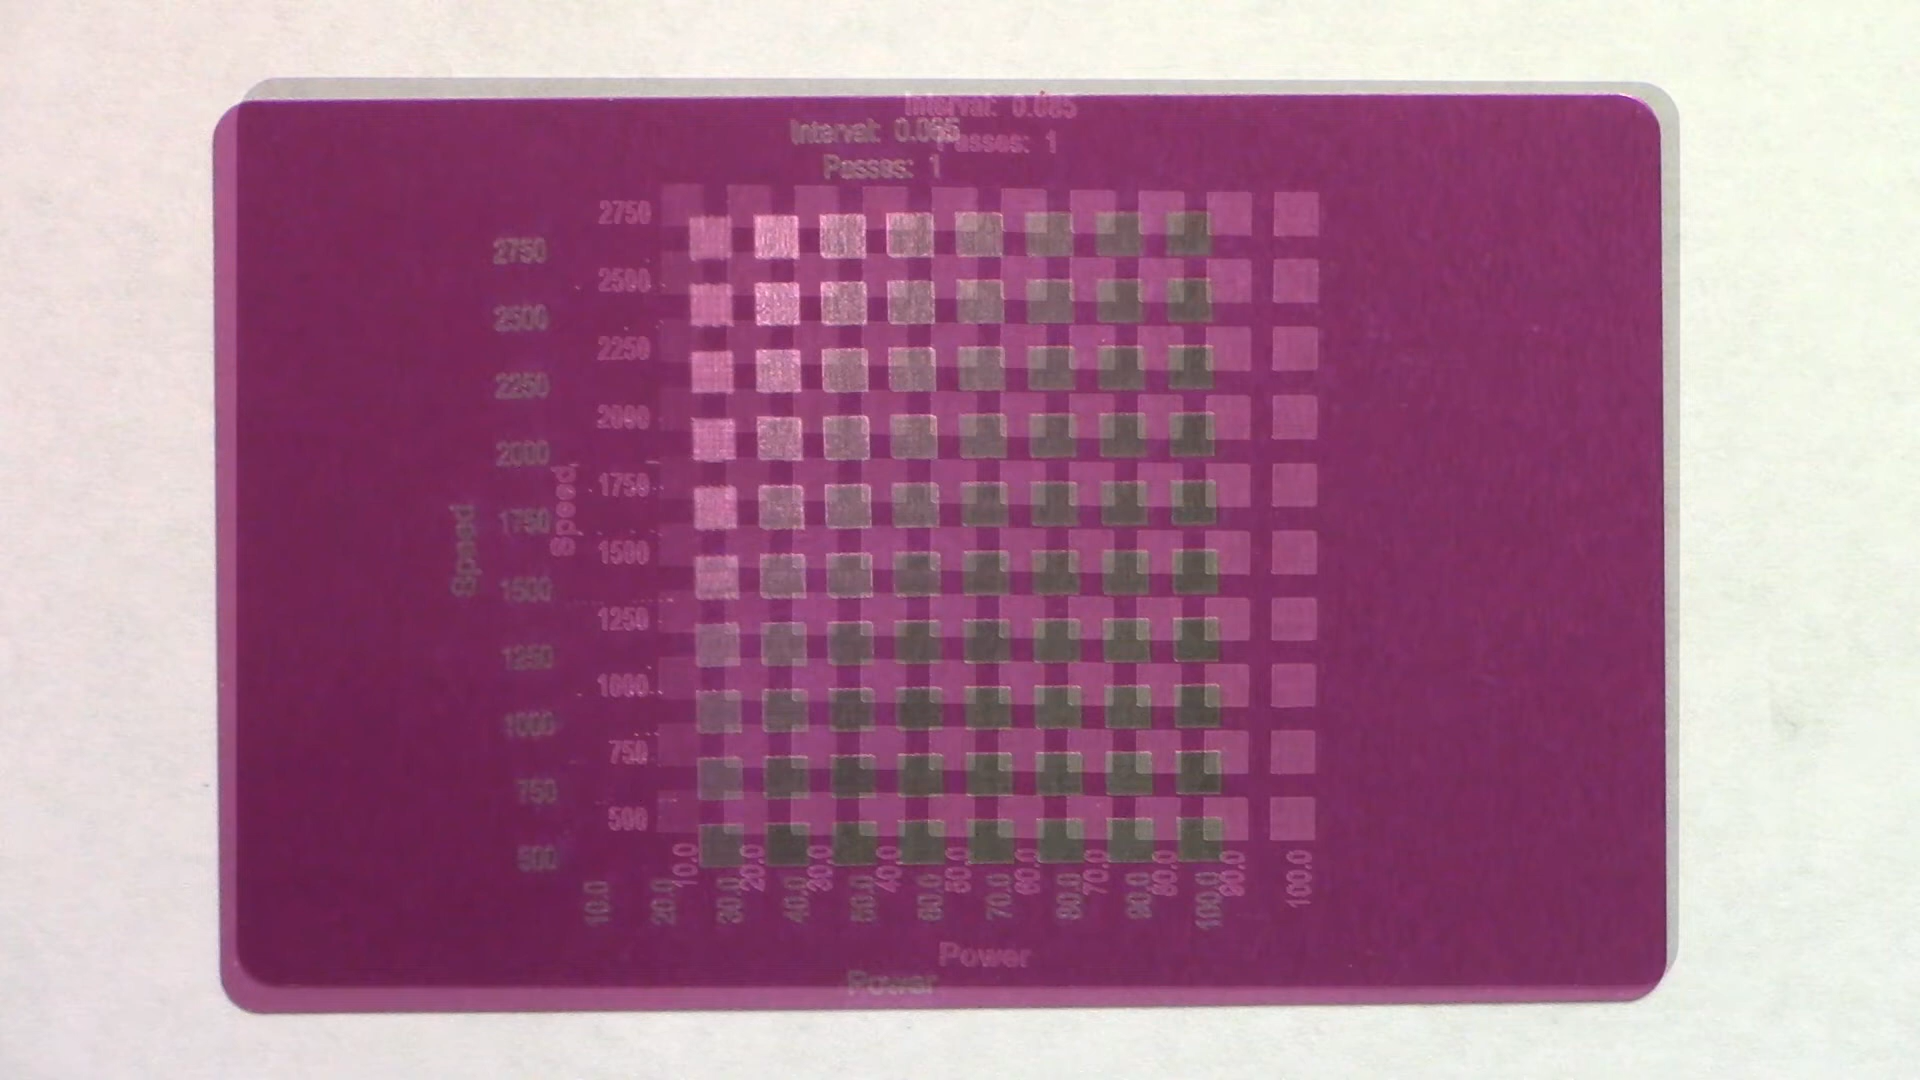 Interval: 0.085
Passes: 1
Interval: 0.065
Passes: 1
2750
2500
2250
2000
1750
1500
1250
1000
750
500
Speed
2750
2500
2250
2000
1750
1500
1250
1000
750
500
Speed
10.0 20.0 30.0 40.0 50.0 60.0 70.0 80.0 90.0 100.0
10.0 20.0 30.0 40.0 50.0 60.0 70.0 80.0 90.0 100.0
Power
Power